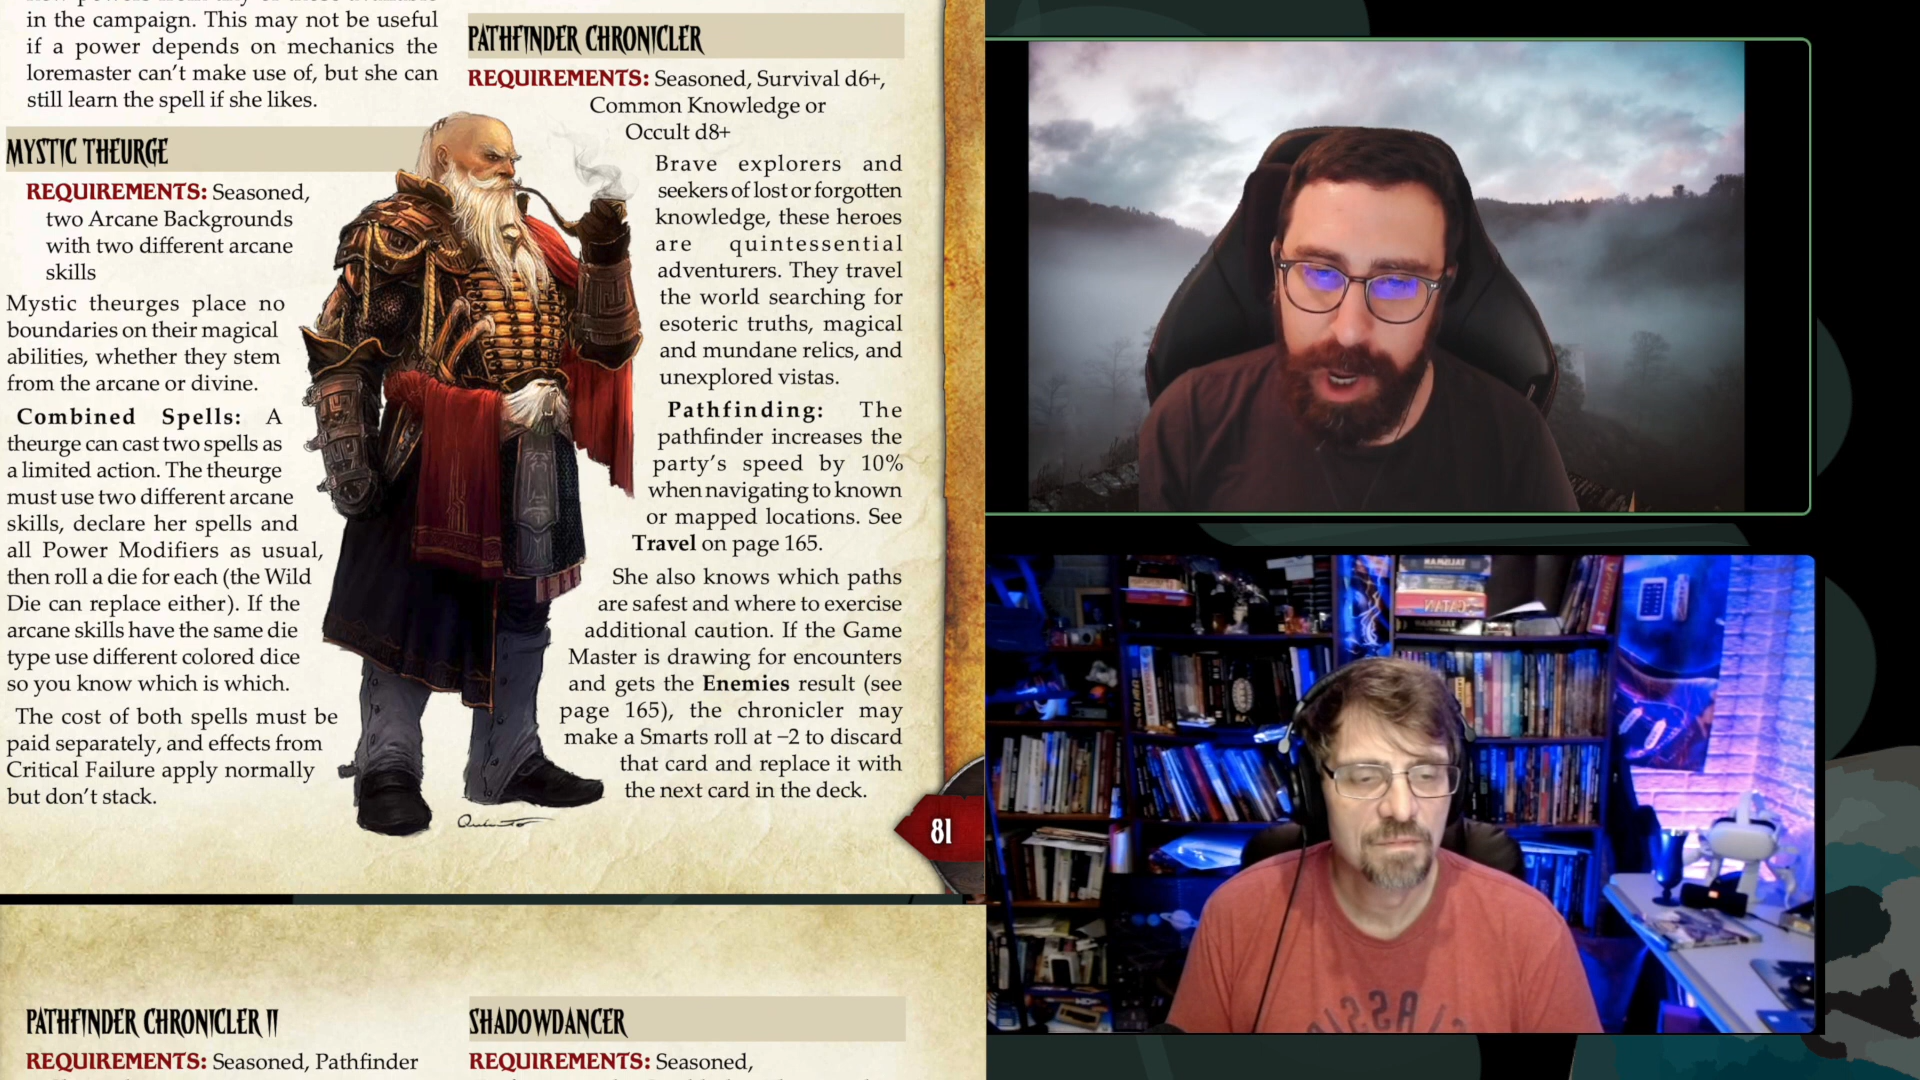 in the campaign. This may not be useful
if a power depends on mechanics the
loremaster can't make use of, but she can
still learn the spell if she likes.
MYSTIC THEURGE
REQUIREMENTS: Seasoned,
two Arcane Backgrounds
with two different arcane
skills
Mystic theurges place no
boundaries on their magical
abilities, whether they stem
from the arcane or divine.
Combined Spells: A
theurge can cast two spells as
a limited action. The theurge
must use two different arcane
skills, declare her spells and
all Power Modifiers as usual,
then roll a die for each (the Wild
Die can replace either). If the
arcane skills have the same die
type use different colored dice
so you know which is which.
The cost of both spells must be
paid separately, and effects from
Critical Failure apply normally
but don't stack.
PATHFINDER CHRONICLER
REQUIREMENTS: Seasoned, Survival d6+,
Common Knowledge or
Occult d8+
Brave explorers and
seekers of lost or forgotten
knowledge, these heroes
are quintessential
adventurers. They travel
the world searching for
esoteric truths, magical
and mundane relics, and
unexplored vistas.
Pathfinding: The
pathfinder increases the
party's speed by 10%
when navigating to known
or mapped locations. See
Travel on page 165.
She also knows which paths
are safest and where to exercise
additional caution. If the Game
Master is drawing for encounters
and gets the Enemies result (see
page 165), the chronicler may
make a Smarts roll at −2 to discard
that card and replace it with
the next card in the deck.
81
PATHFINDER CHRONICLER II
REQUIREMENTS: Seasoned, Pathfinder
SHADOWDANCER
REQUIREMENTS: Seasoned,
TALISMAN
CATAN